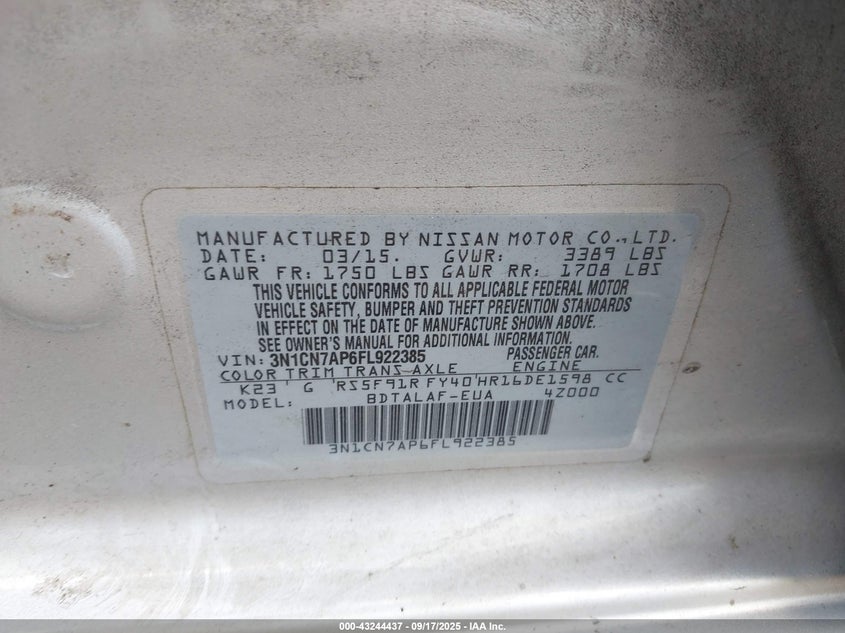 MANUFACTURED BY NISSAN MOTOR CO., LTD.
DATE: 03/15. GVWR: 3389 LBS
GAWR FR: 1750 LBS GAWR RR: 1708 LBS
THIS VEHICLE CONFORMS TO ALL APPLICABLE FEDERAL MOTOR
VEHICLE SAFETY, BUMPER AND THEFT PREVENTION STANDARDS
IN EFFECT ON THE DATE OF MANUFACTURE SHOWN ABOVE.
SEE OWNER'S MANUAL FOR ADDITIONAL INFORMATION.
VIN: 3N1CN7AP6FL922385 PASSENGER CAR.
COLOR TRIM TRANS AXLE ENGINE
K23 ' G 'RS5F91R FY40'HR16DE1598 CC
MODEL: BDTALAF-EUA 4Z000
3N1CN7AP6FL922385
000-43244437 - 09/17/2025 - IAA Inc.